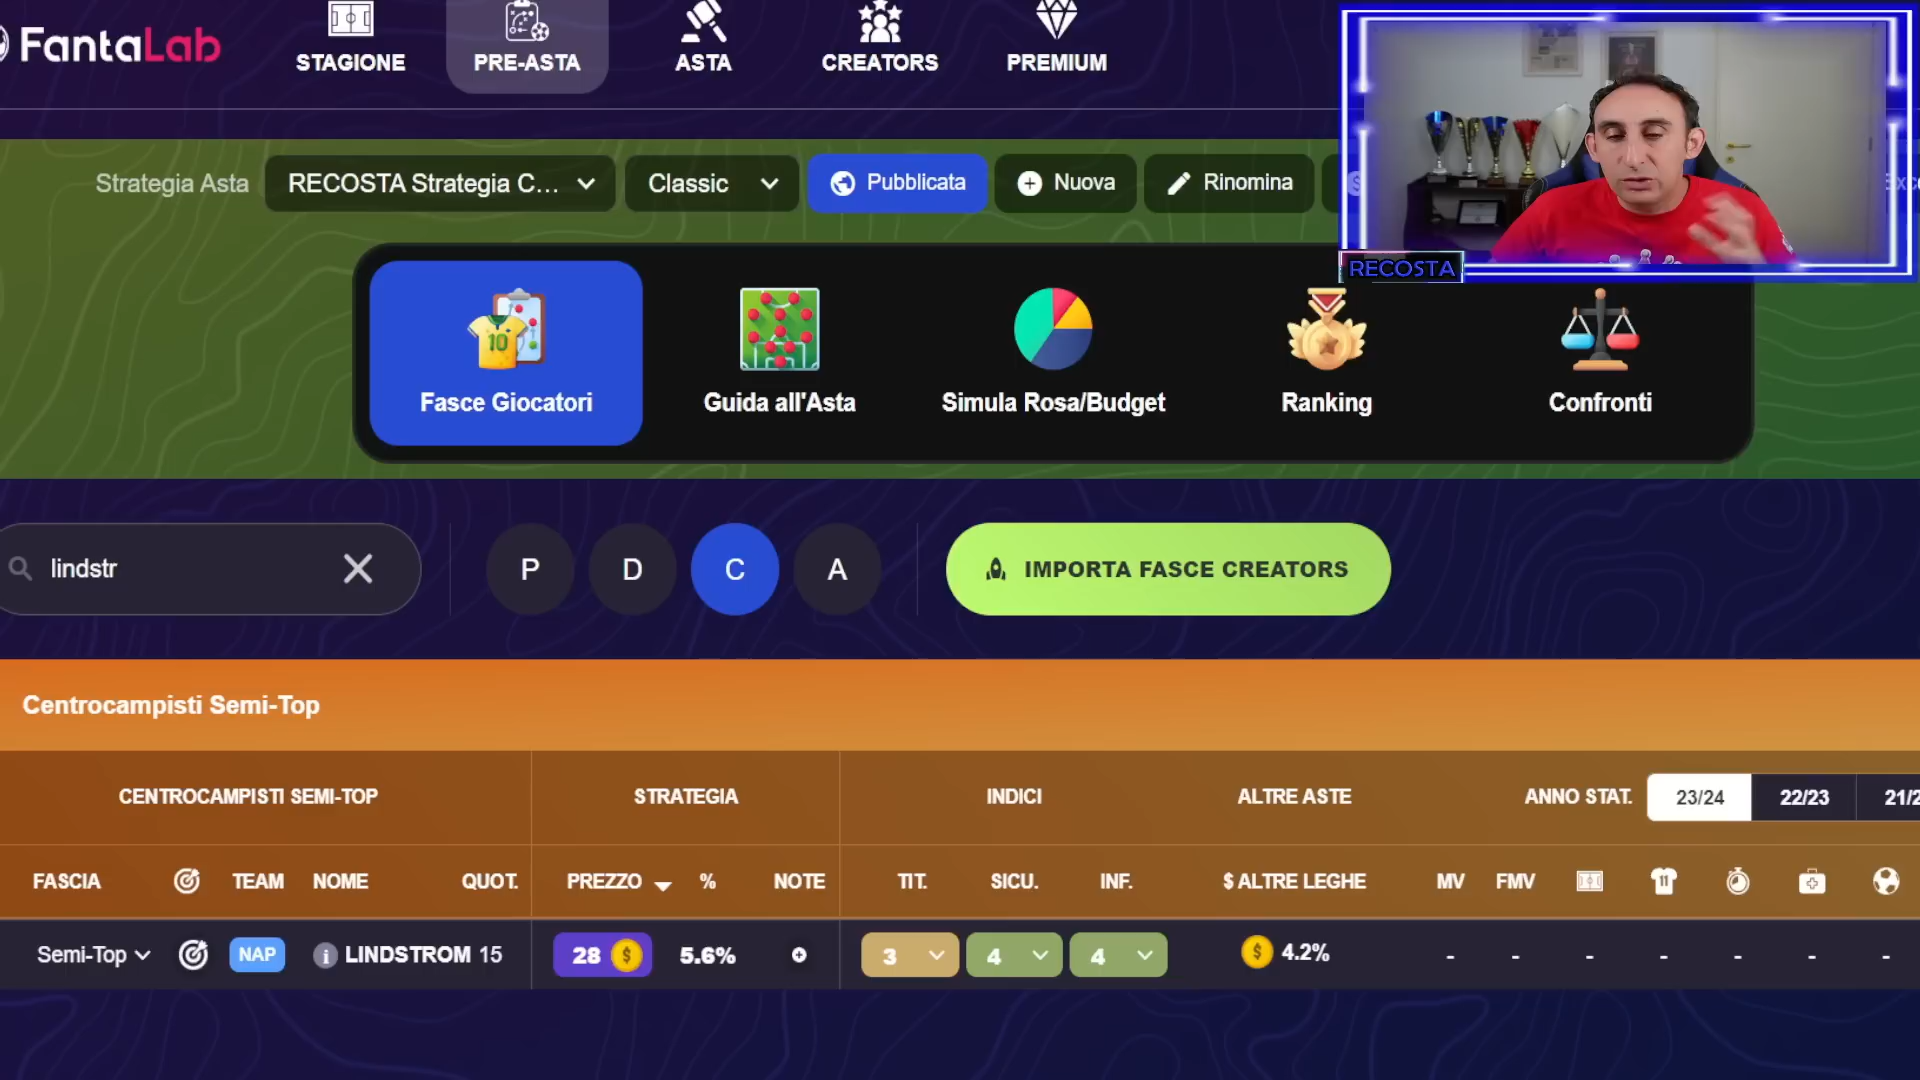 FantaLab
STAGIONE
PRE-ASTA
ASTA
CREATORS
PREMIUM
Strategia Asta
RECOSTA Strategia C...
Classic
Pubblicata
Nuova
Rinomina
RECOSTA
10
Fasce Giocatori
Guida all'Asta
Simula Rosa/Budget
Ranking
Confronti
lindstr
P
D
C
A
IMPORTA FASCE CREATORS
Centrocampisti Semi-Top
CENTROCAMPISTI SEMI-TOP
STRATEGIA
INDICI
ALTRE ASTE
ANNO STAT.
23/24
22/23
FASCIA
TEAM
NOME
QUOT.
PREZZO
%
NOTE
TIT.
SICU.
INF.
$ ALTRE LEGHE
MV
FMV
11
Semi-Top
NAP
LINDSTROM 15
28
5.6%
3
4
4
4.2%
- - - - - - -